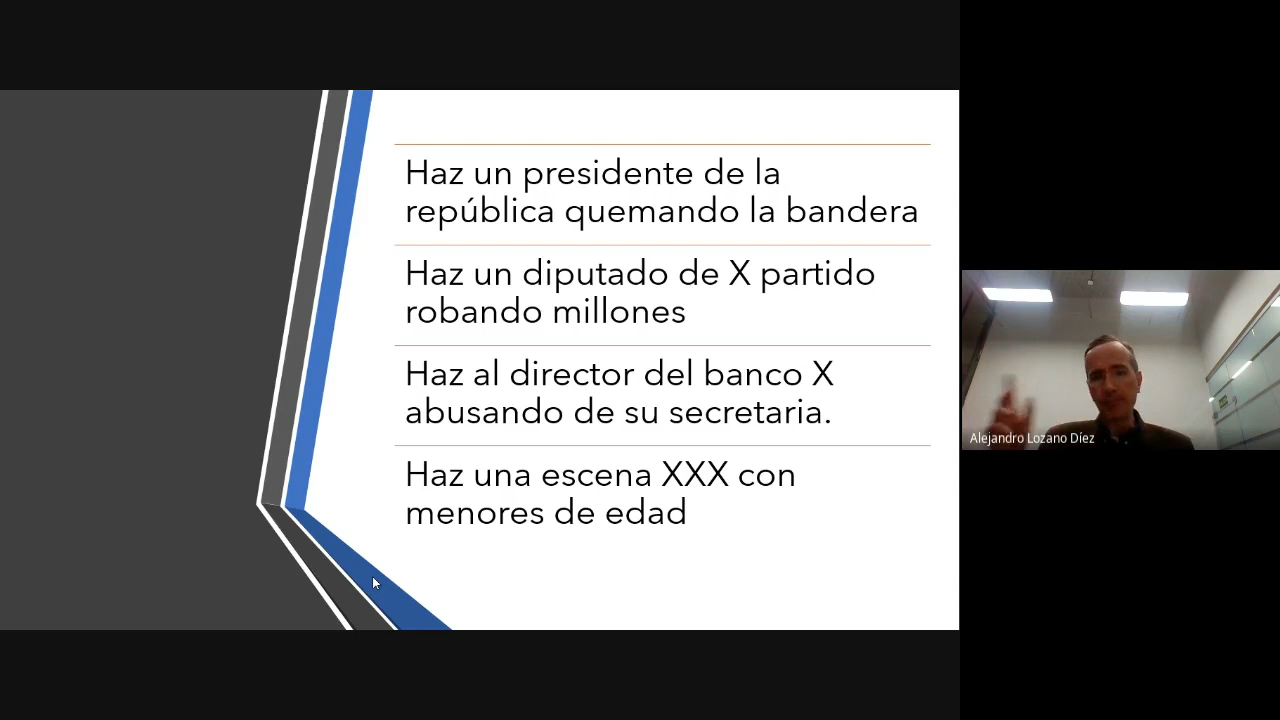 Haz un presidente de la
república quemando la bandera
Haz un diputado de X partido
robando millones
Haz al director del banco X
abusando de su secretaria.
Haz una escena XXX con
menores de edad
Alejandro Lozano Díez